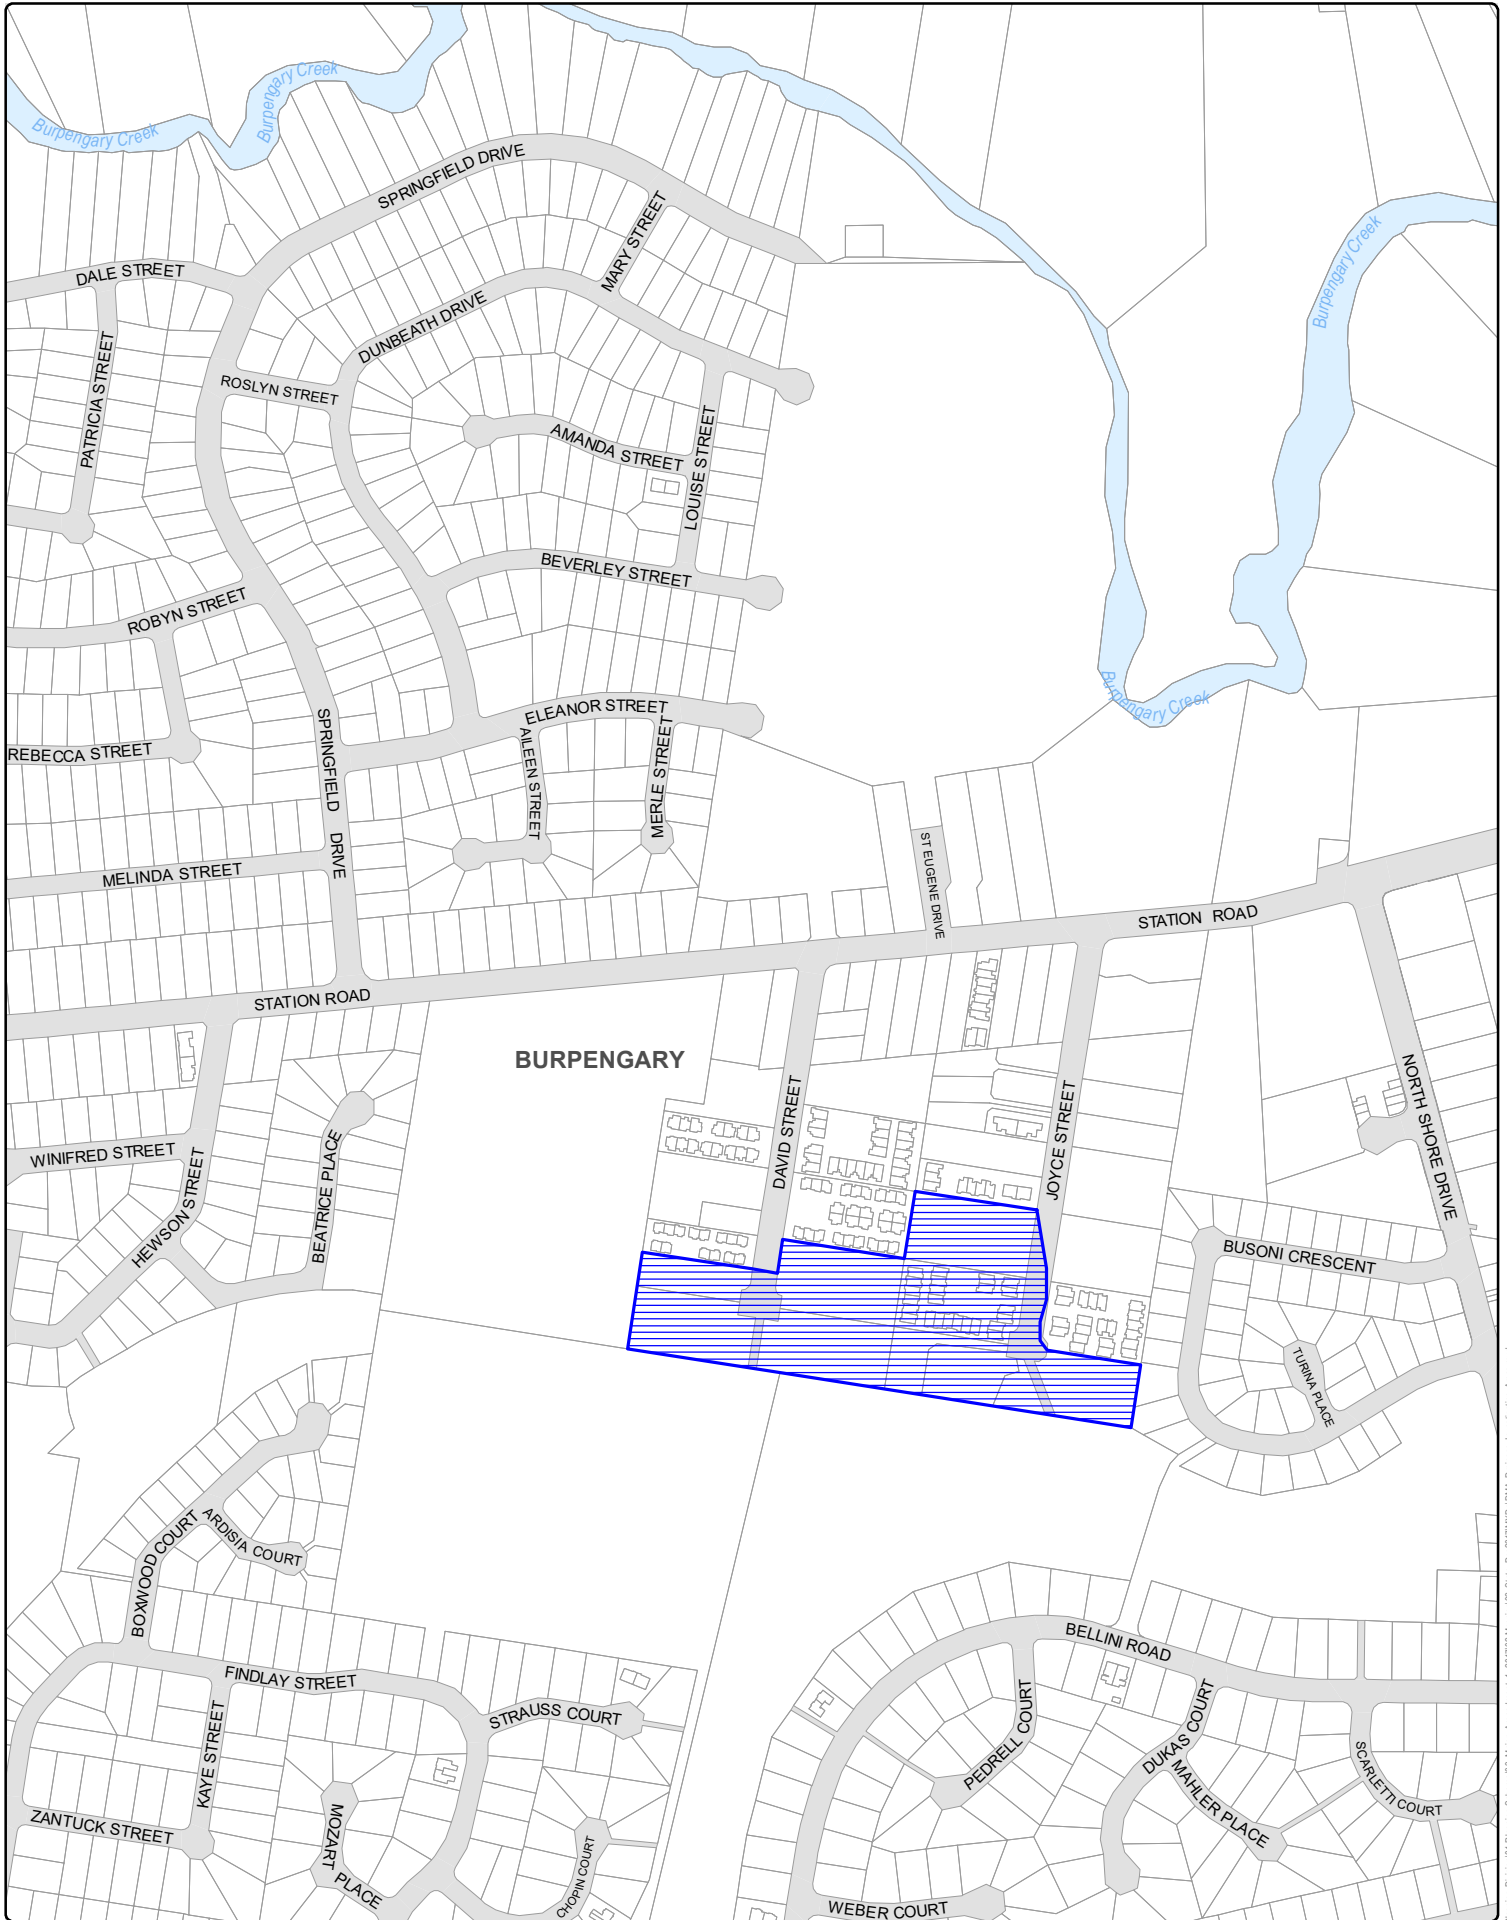 Burpengary Creek
Burpengary Creek
SPRINGFIELD DRIVE
MARY STREET
Burpengary Creek
DALE STREET
DUNBEATH DRIVE
PATRICIA STREET
ROSLYN STREET
AMANDA STREET
LOUISE STREET
BEVERLEY STREET
ROBYN STREET
Burpengary Creek
ELEANOR STREET
SPRINGFIELD DRIVE
AILEEN STREET
MERLE STREET
REBECCA STREET
ST EUGENE DRIVE
MELINDA STREET
STATION ROAD
STATION ROAD
BURPENGARY
DAVID STREET
JOYCE STREET
NORTH SHORE DRIVE
WINIFRED STREET
HEWSON STREET
BEATRICE PLACE
BUSONI CRESCENT
TURINA PLACE
ARDISIA COURT
BOXWOOD COURT
BELLINI ROAD
FINDLAY STREET
STRAUSS COURT
KAYE STREET
PEDRELL COURT
DUKAS COURT
MAHLER PLACE
SCARLETTI COURT
ZANTUCK STREET
MOZART
PLACE
CHOPIN COURT
WEBER COURT